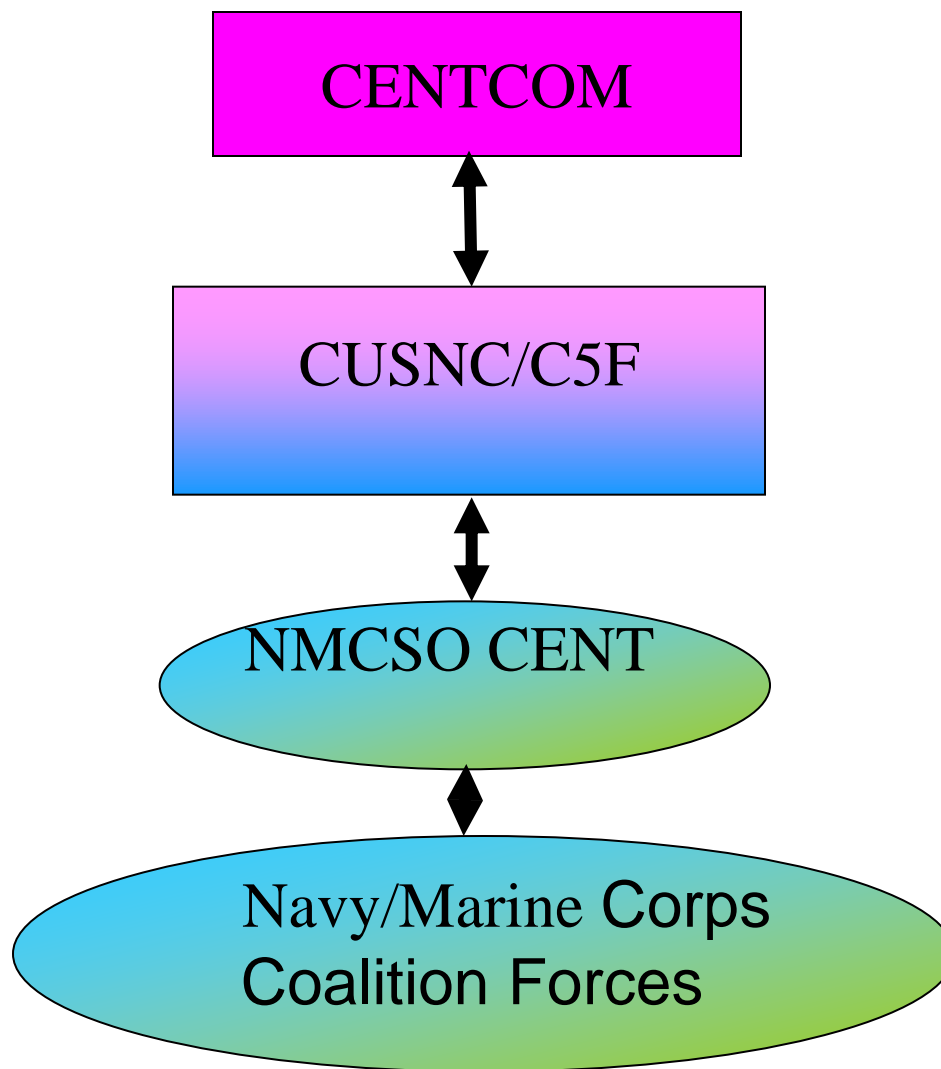 CENTCOM
CUSNC/C5F
NMCSO CENT
Navy/Marine Corps
Coalition Forces